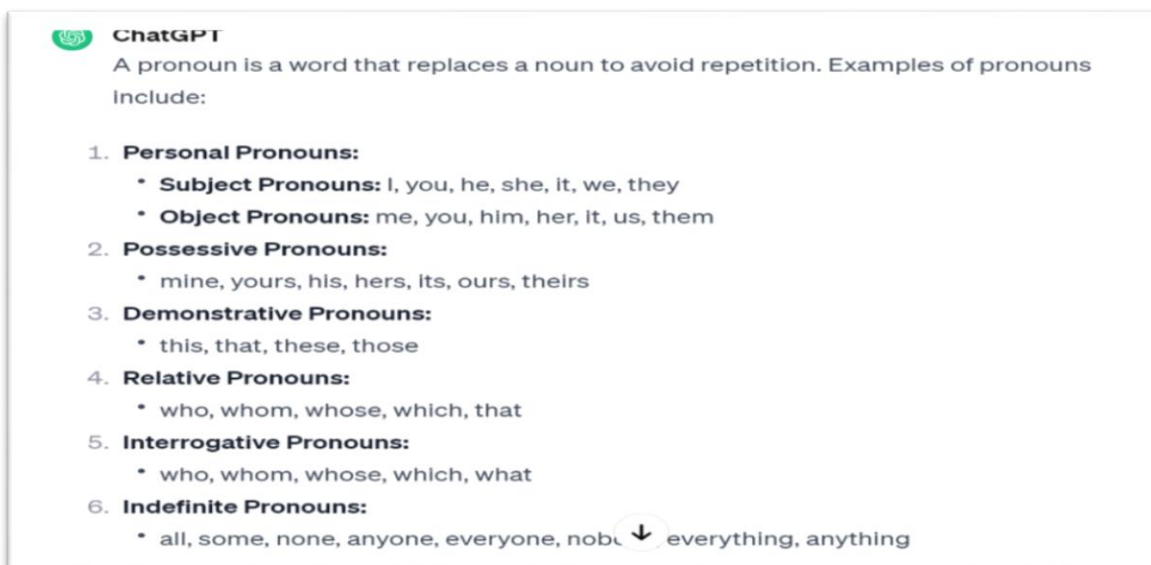 ChatGPT
A pronoun is a word that replaces a noun to avoid repetition. Examples of pronouns
include:
1. Personal Pronouns:
• Subject Pronouns: I, you, he, she, it, we, they
• Object Pronouns: me, you, him, her, it, us, them
2. Possessive Pronouns:
• mine, yours, his, hers, its, ours, theirs
3. Demonstrative Pronouns:
• this, that, these, those
4. Relative Pronouns:
• who, whom, whose, which, that
5. Interrogative Pronouns:
• who, whom, whose, which, what
6. Indefinite Pronouns:
• all, some, none, anyone, everyone, everything, anything